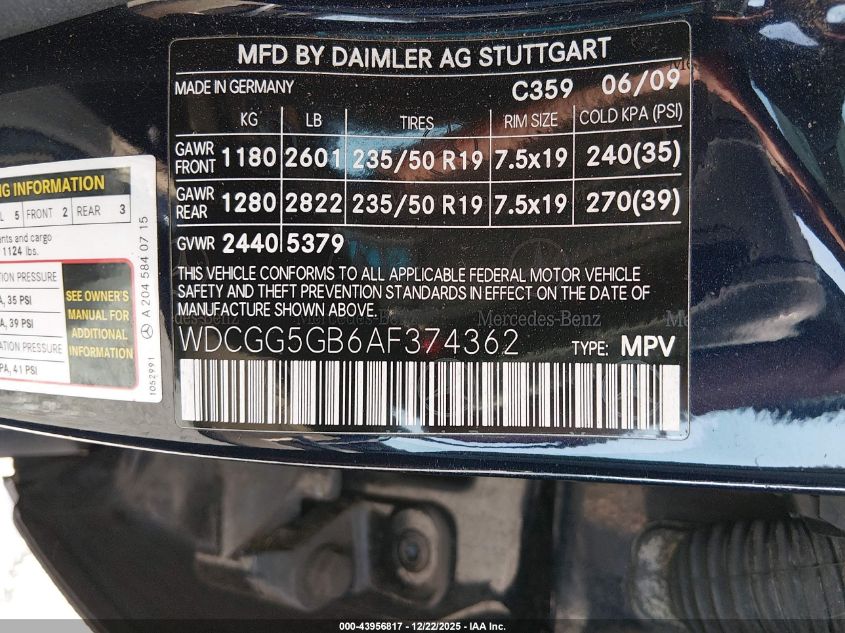 MFD BY DAIMLER AG STUTTGART
MADE IN GERMANY C359 06/09
KG LB TIRES RIM SIZE COLD KPA (PSI)
GAWR FRONT 1180 2601 235/50 R19 7.5x19 240(35)
GAWR REAR 1280 2822 235/50 R19 7.5x19 270(39)
GVWR 2440 5379
THIS VEHICLE CONFORMS TO ALL APPLICABLE FEDERAL MOTOR VEHICLE
SAFETY AND THEFT PREVENTION STANDARDS IN EFFECT ON THE DATE OF
MANUFACTURE SHOWN ABOVE.
Mercedes-Benz
WDCGG5GB6AF374362 TYPE: MPV
INFORMATION
5 FRONT 2 REAR 3
and cargo
1124 lbs.
PRESSURE
35 PSI
39 PSI
41 PSI
SEE OWNER'S
MANUAL FOR
ADDITIONAL
INFORMATION
A 204 584 07 15
1052991
000-43956817 - 12/22/2025 - IAA Inc.